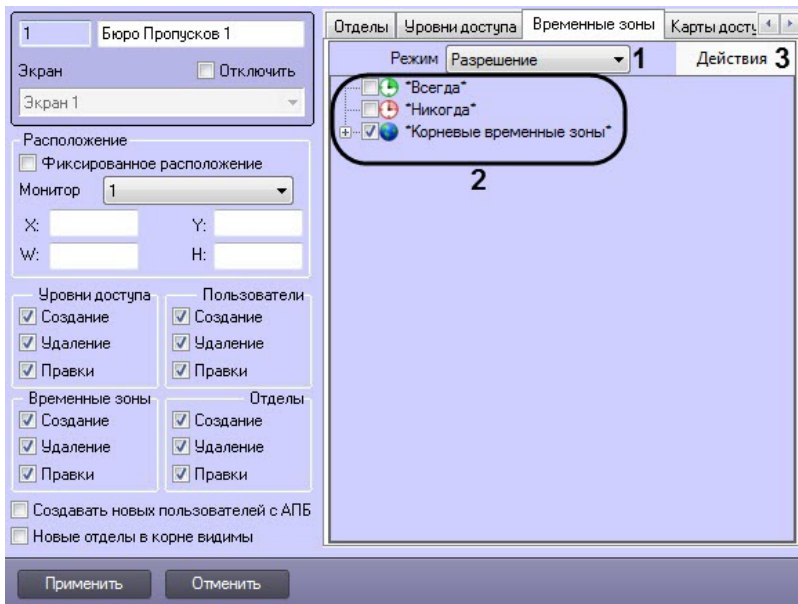 1 Бюро Пропусков 1
Экран Отключить
Экран 1
Расположение
Фиксированное расположение
Монитор 1
X: Y:
W: H:
Уровни доступа Пользователи
Создание Создание
Удаление Удаление
Правки Правки
Временные зоны Отделы
Создание Создание
Удаление Удаление
Правки Правки
Создавать новых пользователей с АПБ
Новые отделы в корне видимы
Отделы Уровни доступа Временные зоны Карты досту
Режим Разрешение 1 Действия 3
*Всегда*
*Никогда*
*Корневые временные зоны*
2
Применить Отменить